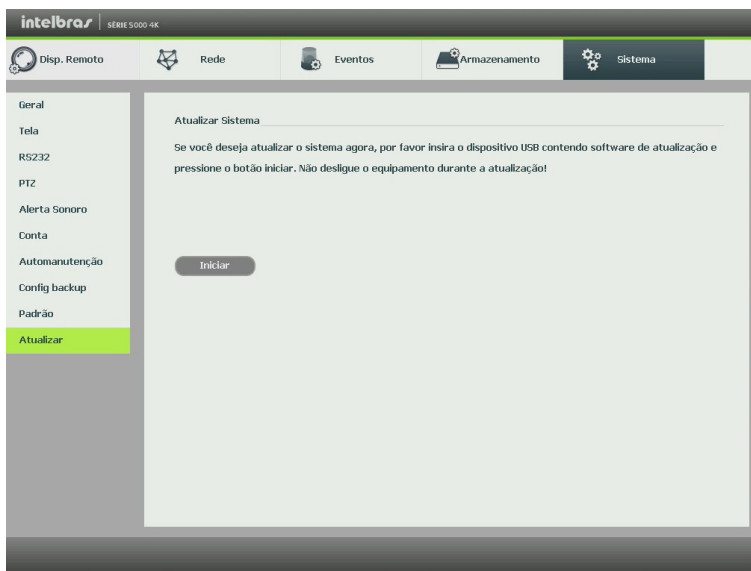 intelbras SÉRIE 5000 4K
Disp. Remoto Rede Eventos Armazenamento Sistema
Geral
Tela
RS232
PTZ
Alerta Sonoro
Conta
Automanutenção
Config backup
Padrão
Atualizar
Atualizar Sistema
Se você deseja atualizar o sistema agora, por favor insira o dispositivo USB contendo software de atualização e
pressione o botão iniciar. Não desligue o equipamento durante a atualização!
Iniciar